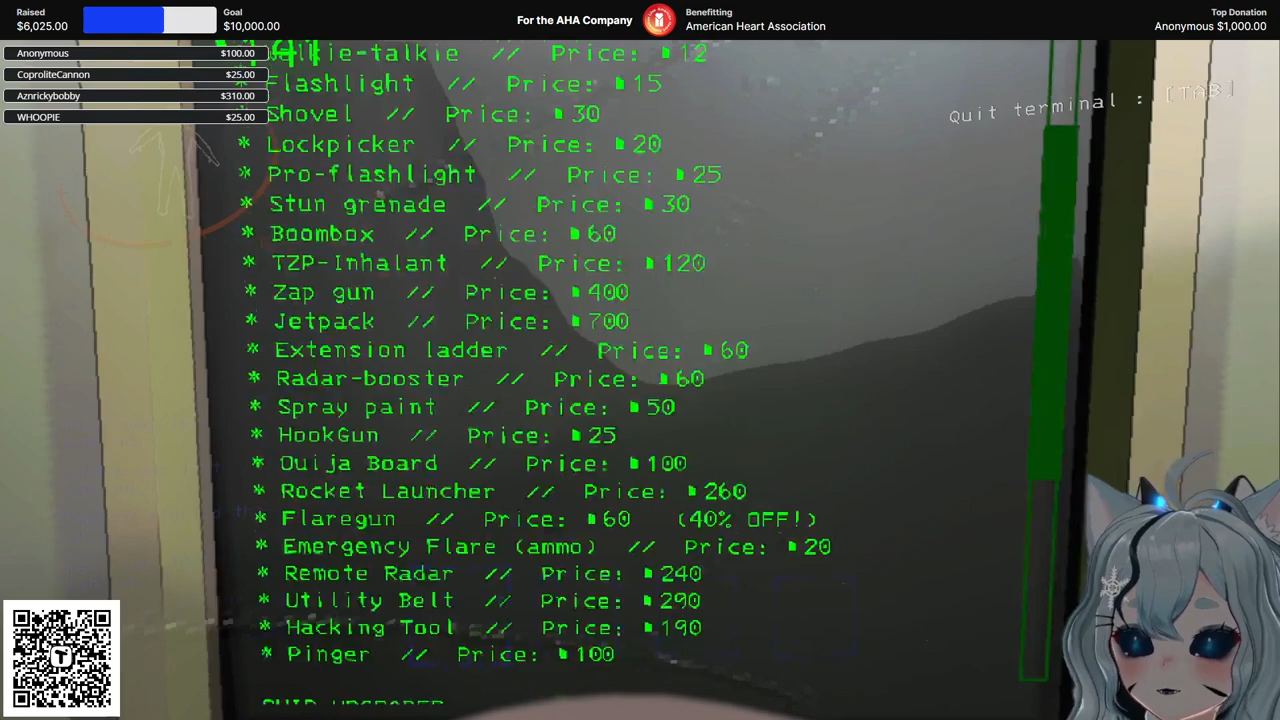 Raised
$6,025.00
Goal
$10,000.00
For the AHA Company
Benefitting
American Heart Association
Top Donation
Anonymous $1,000.00
Anonymous $100.00
CoproliteCannon $25.00
Aznrickybobby $310.00
WHOOPIE $25.00
Quit terminal : [TAB]
Walkie-talkie // Price: 12
* Flashlight // Price: 15
* Shovel // Price: 30
* Lockpicker // Price: 20
* Pro-flashlight // Price: 25
* Stun grenade // Price: 30
* Boombox // Price: 60
* TZP-Inhalant // Price: 120
* Zap gun // Price: 400
* Jetpack // Price: 700
* Extension ladder // Price: 60
* Radar-booster // Price: 60
* Spray paint // Price: 50
* HookGun // Price: 25
* Ouija Board // Price: 100
* Rocket Launcher // Price: 260
* Flaregun // Price: 60 (40% OFF!)
* Emergency Flare (ammo) // Price: 20
* Remote Radar // Price: 240
* Utility Belt // Price: 290
* Hacking Tool // Price: 190
* Pinger // Price: 100
SHIP UPGRADES